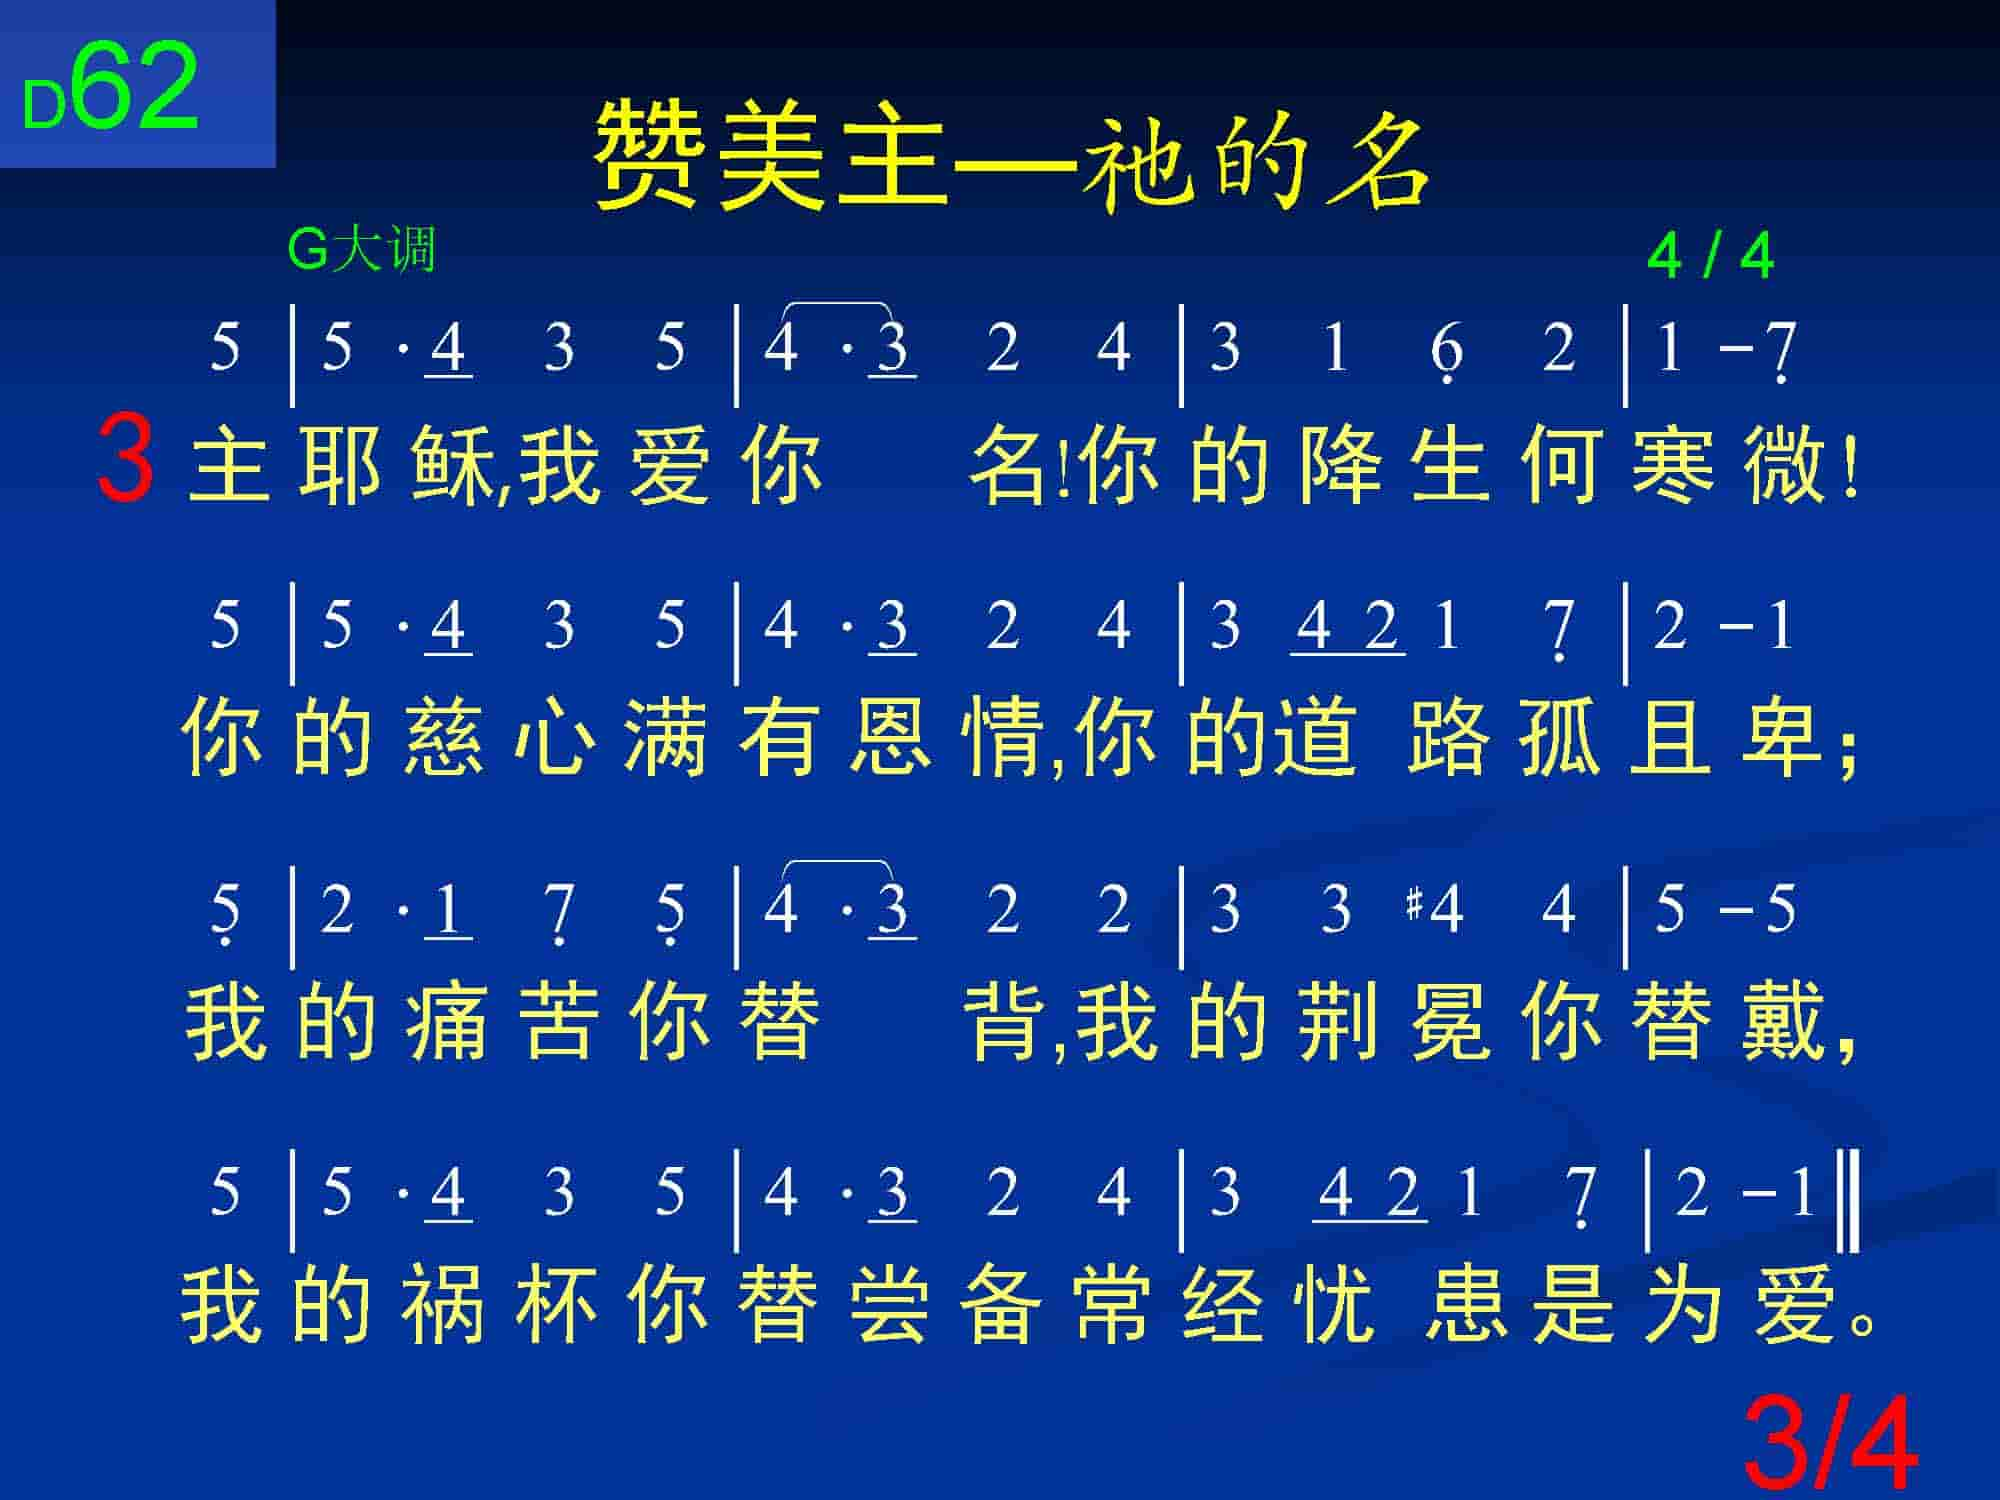 D62
赞美主—祂的名
G大调 4 / 4
5 | 5 · 4 3 5 | 4 · 3 2 4 | 3 1 6̣ 2 | 1 – 7̣
3 主耶稣,我爱你 名!你的降生何寒微!
5 | 5 · 4 3 5 | 4 · 3 2 4 | 3 4 2 1 7̣ | 2 – 1
你的慈心满有恩情,你的道路孤且卑；
5̣ | 2 · 1 7̣ 5̣ | 4 · 3 2 2 | 3 3 #4 4 | 5 – 5
我的痛苦你替 背,我的荆冕你替戴，
5 | 5 · 4 3 5 | 4 · 3 2 4 | 3 4 2 1 7̣ | 2 – 1 ‖
我的祸杯你替尝备常经忧患是为爱。
3/4